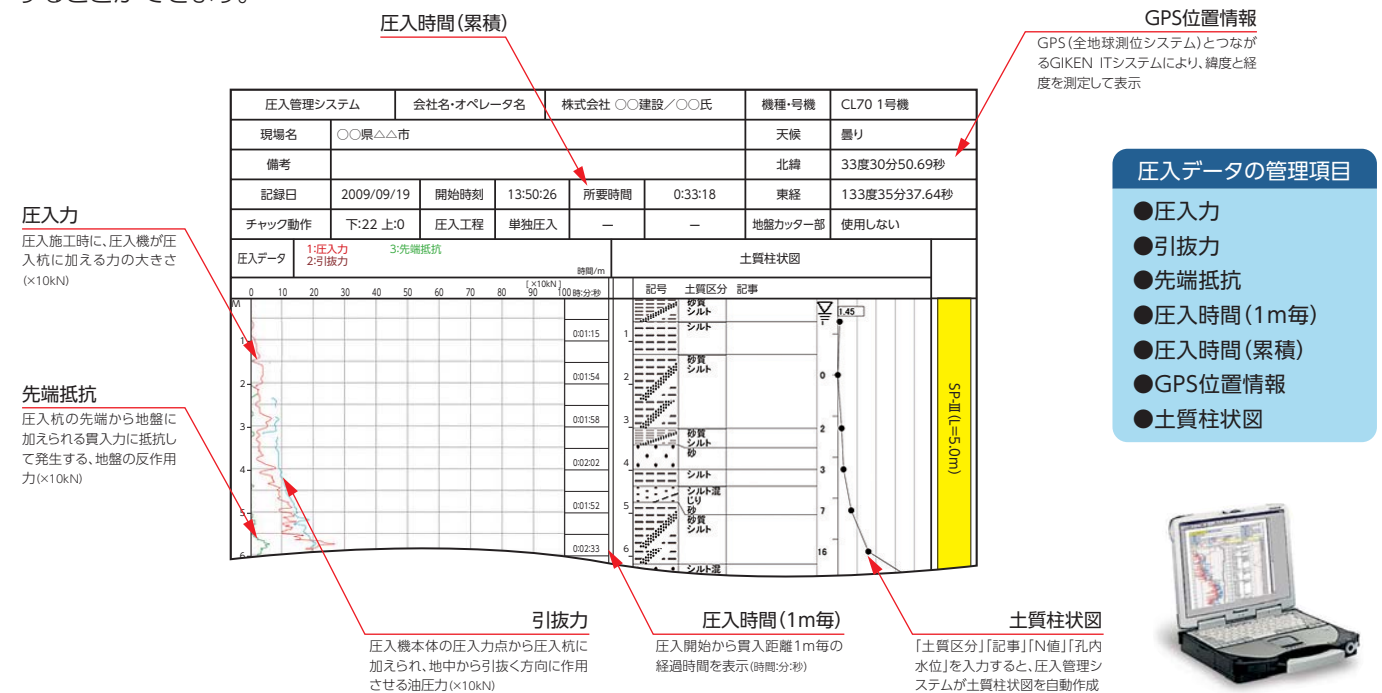 することができます。
圧入時間(累積)
GPS位置情報
GPS(全地球測位システム)とつなが
るGIKEN ITシステムにより、緯度と経
度を測定して表示
圧入管理システム 会社名・オペレータ名 株式会社 ○○建設/○○氏 機種・号機 CL70 1号機
現場名 ○○県△△市 天候 曇り
備考 北緯 33度30分50.69秒
記録日 2009/09/19 開始時刻 13:50:26 所要時間 0:33:18 東経 133度35分37.64秒
チャック動作 下:22 上:0 圧入工程 単独圧入 — — 地盤カッター部 使用しない
圧入データ 1:圧入力 3:先端抵抗
2:引抜力
時間/m
土質柱状図
[×10kN]
0 10 20 30 40 50 60 70 80 90 100 時:分:秒
記号 土質区分 記事
M
1
2
3
4
5
6
0:01:15
0:01:54
0:01:58
0:02:02
0:01:52
0:02:33
1
2
3
4
5
6
砂質
シルト
シルト
砂質
シルト
砂質
シルト
砂
シルト
シルト混
じり
砂
砂質
シルト
シルト混
1.45
1
0
2
3
7
16
SP-Ⅲ(L=5.0m)
圧入力
圧入施工時に、圧入機が圧
入杭に加える力の大きさ
(×10kN)
先端抵抗
圧入杭の先端から地盤に
加えられる貫入力に抵抗し
て発生する、地盤の反作用
力(×10kN)
引抜力
圧入機本体の圧入力点から圧入杭に
加えられ、地中から引抜く方向に作用
させる油圧力(×10kN)
圧入時間(1m毎)
圧入開始から貫入距離1m毎の
経過時間を表示(時間:分:秒)
土質柱状図
「土質区分」「記事」「N値」「孔内
水位」を入力すると、圧入管理シ
ステムが土質柱状図を自動作成
圧入データの管理項目
●圧入力
●引抜力
●先端抵抗
●圧入時間(1m毎)
●圧入時間(累積)
●GPS位置情報
●土質柱状図